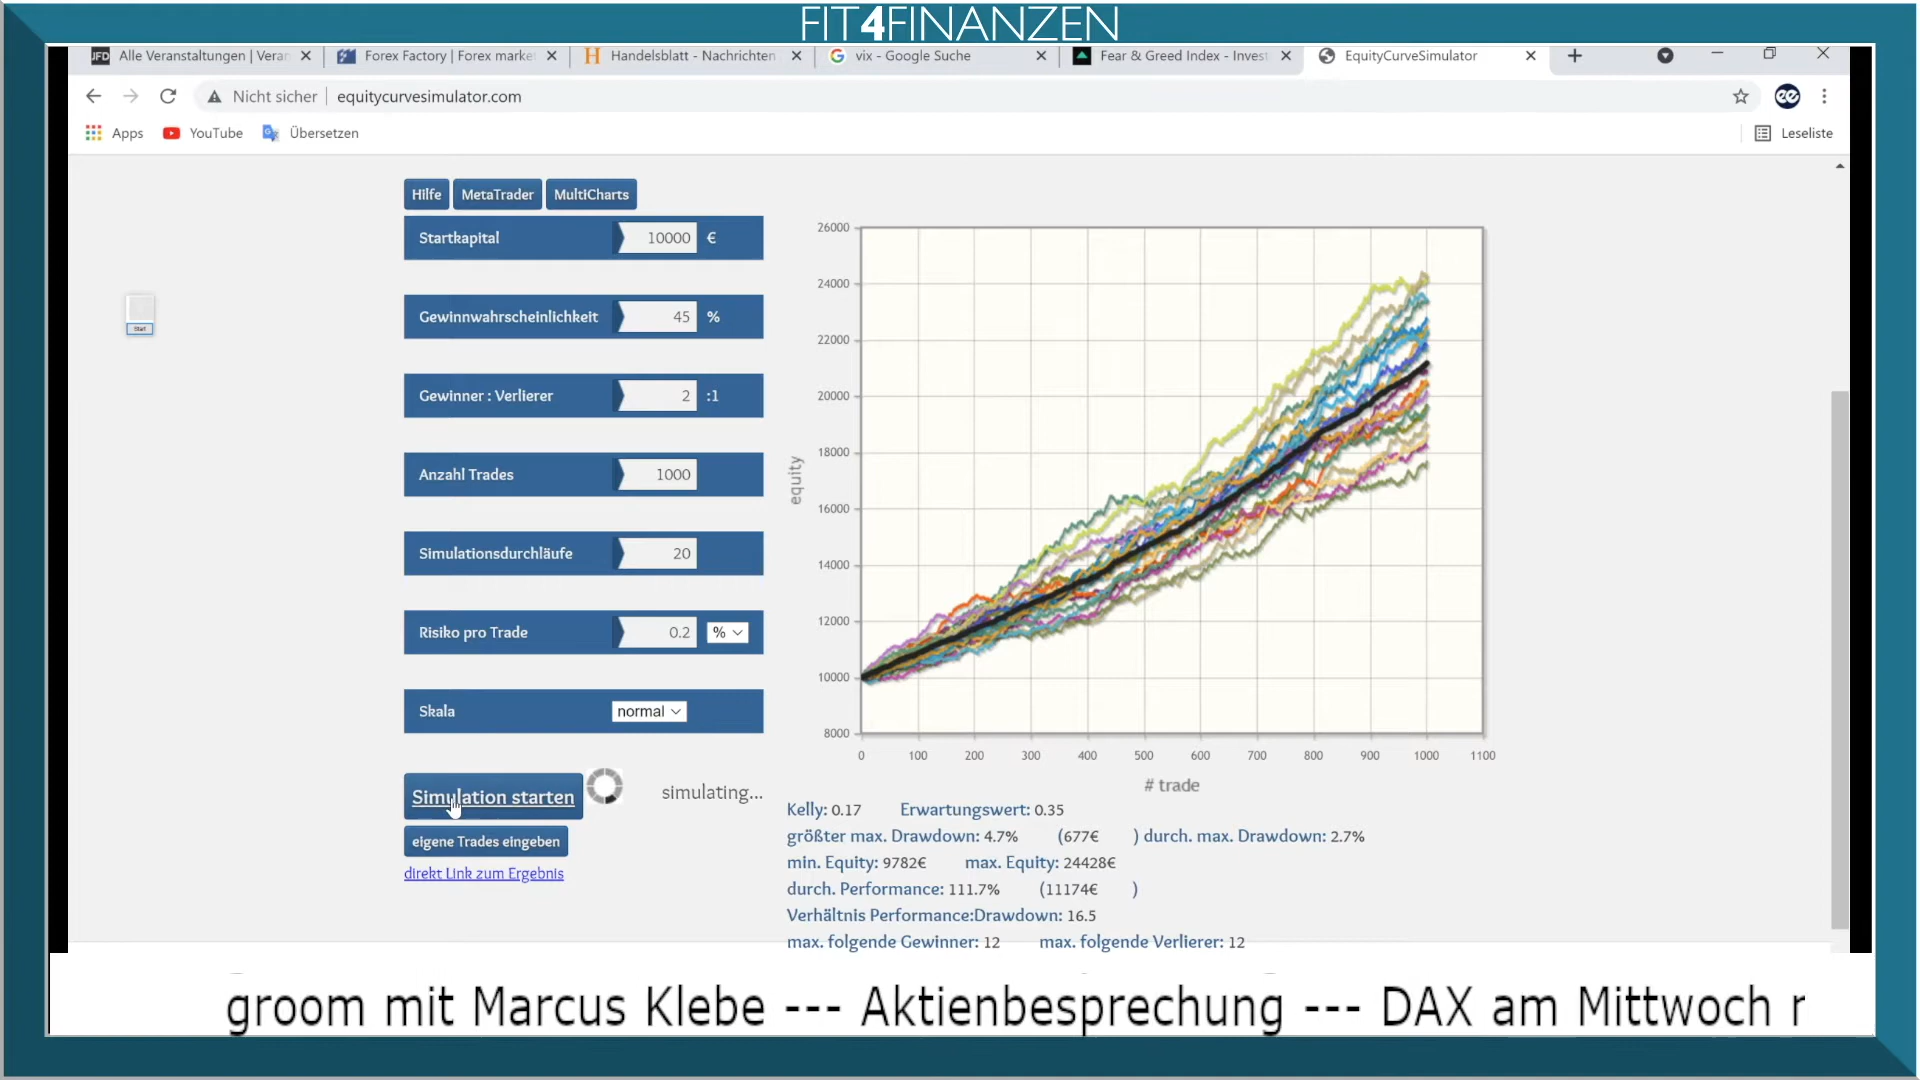 FIT4FINANZEN
JFD Alle Veranstaltungen | Veran
Forex Factory | Forex marke
Handelsblatt - Nachrichten
vix - Google Suche
Fear & Greed Index - Invest
EquityCurveSimulator
Nicht sicher | equitycurvesimulator.com
Apps YouTube Übersetzen Leseliste
Hilfe MetaTrader MultiCharts
Startkapital 10000 €
Gewinnwahrscheinlichkeit 45 %
Gewinner : Verlierer 2 :1
Anzahl Trades 1000
Simulationsdurchläufe 20
Risiko pro Trade 0.2 %
Skala normal
Simulation starten simulating...
eigene Trades eingeben
direkt Link zum Ergebnis
Start
26000
24000
22000
20000
18000
16000
14000
12000
10000
8000
equity
0 100 200 300 400 500 600 700 800 900 1000 1100
# trade
Kelly: 0.17 Erwartungswert: 0.35
größter max. Drawdown: 4.7% (677€ ) durch. max. Drawdown: 2.7%
min. Equity: 9782€ max. Equity: 24428€
durch. Performance: 111.7% (11174€ )
Verhältnis Performance:Drawdown: 16.5
max. folgende Gewinner: 12 max. folgende Verlierer: 12
groom mit Marcus Klebe --- Aktienbesprechung --- DAX am Mittwoch r